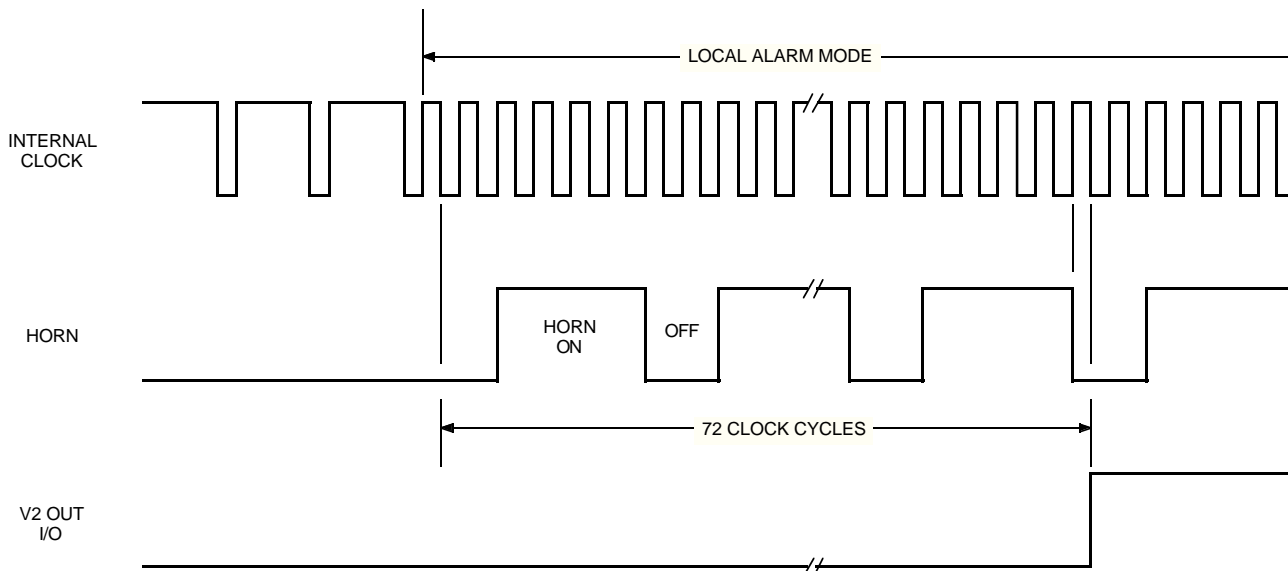 LOCAL ALARM MODE
INTERNAL
CLOCK
HORN
HORN
ON
OFF
72 CLOCK CYCLES
V2 OUT
I/O